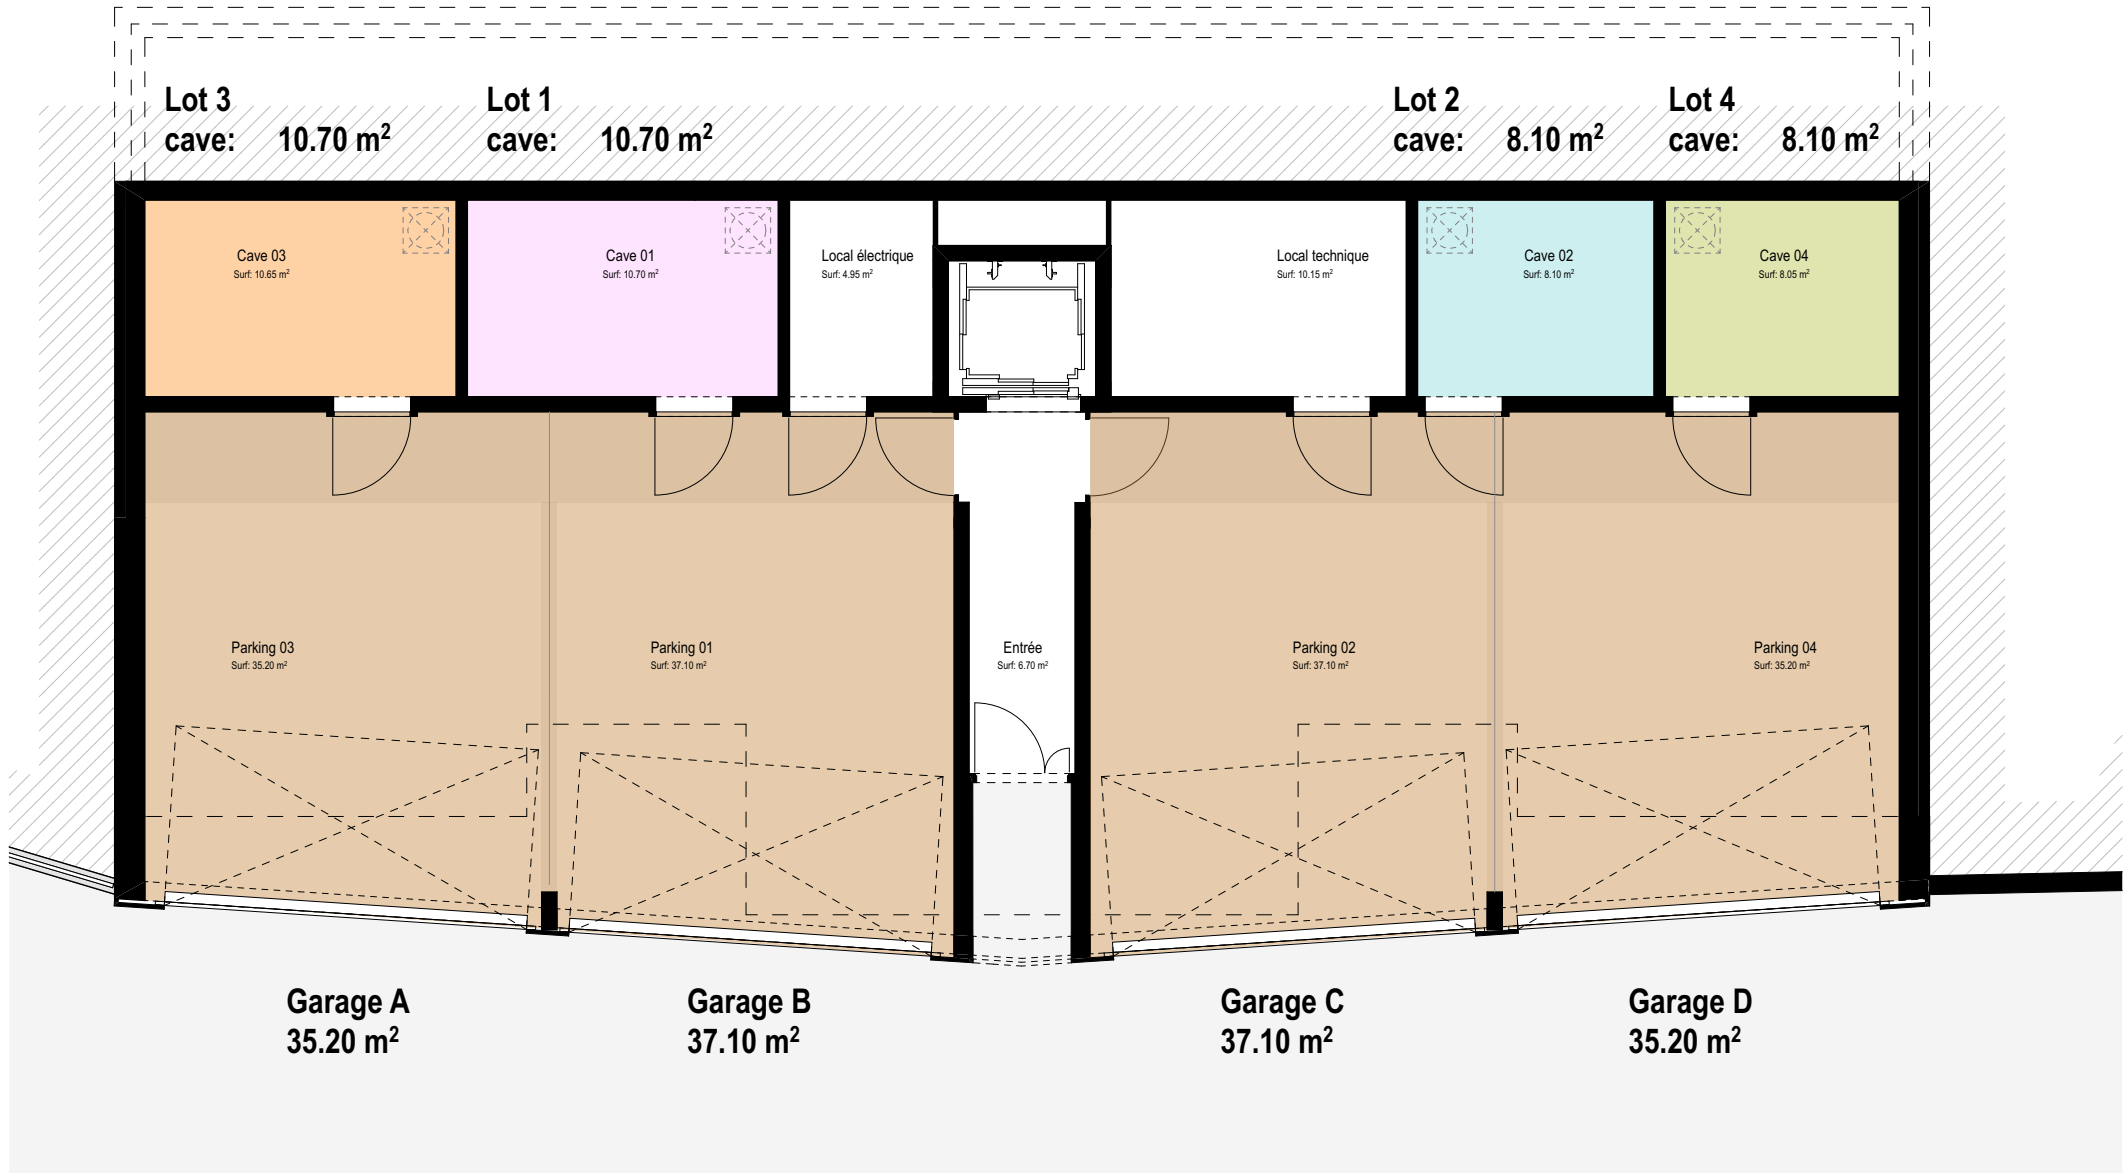 Lot 3
cave: 10.70 m²
Lot 1
cave: 10.70 m²
Lot 2
cave: 8.10 m²
Lot 4
cave: 8.10 m²
Cave 03
Surf: 10.65 m²
Cave 01
Surf: 10.70 m²
Local électrique
Surf: 4.95 m²
Local technique
Surf: 10.15 m²
Cave 02
Surf: 8.10 m²
Cave 04
Surf: 8.05 m²
Parking 03
Surf: 35.20 m²
Parking 01
Surf: 37.10 m²
Entrée
Surf: 6.70 m²
Parking 02
Surf: 37.10 m²
Parking 04
Surf: 35.20 m²
Garage A
35.20 m²
Garage B
37.10 m²
Garage C
37.10 m²
Garage D
35.20 m²